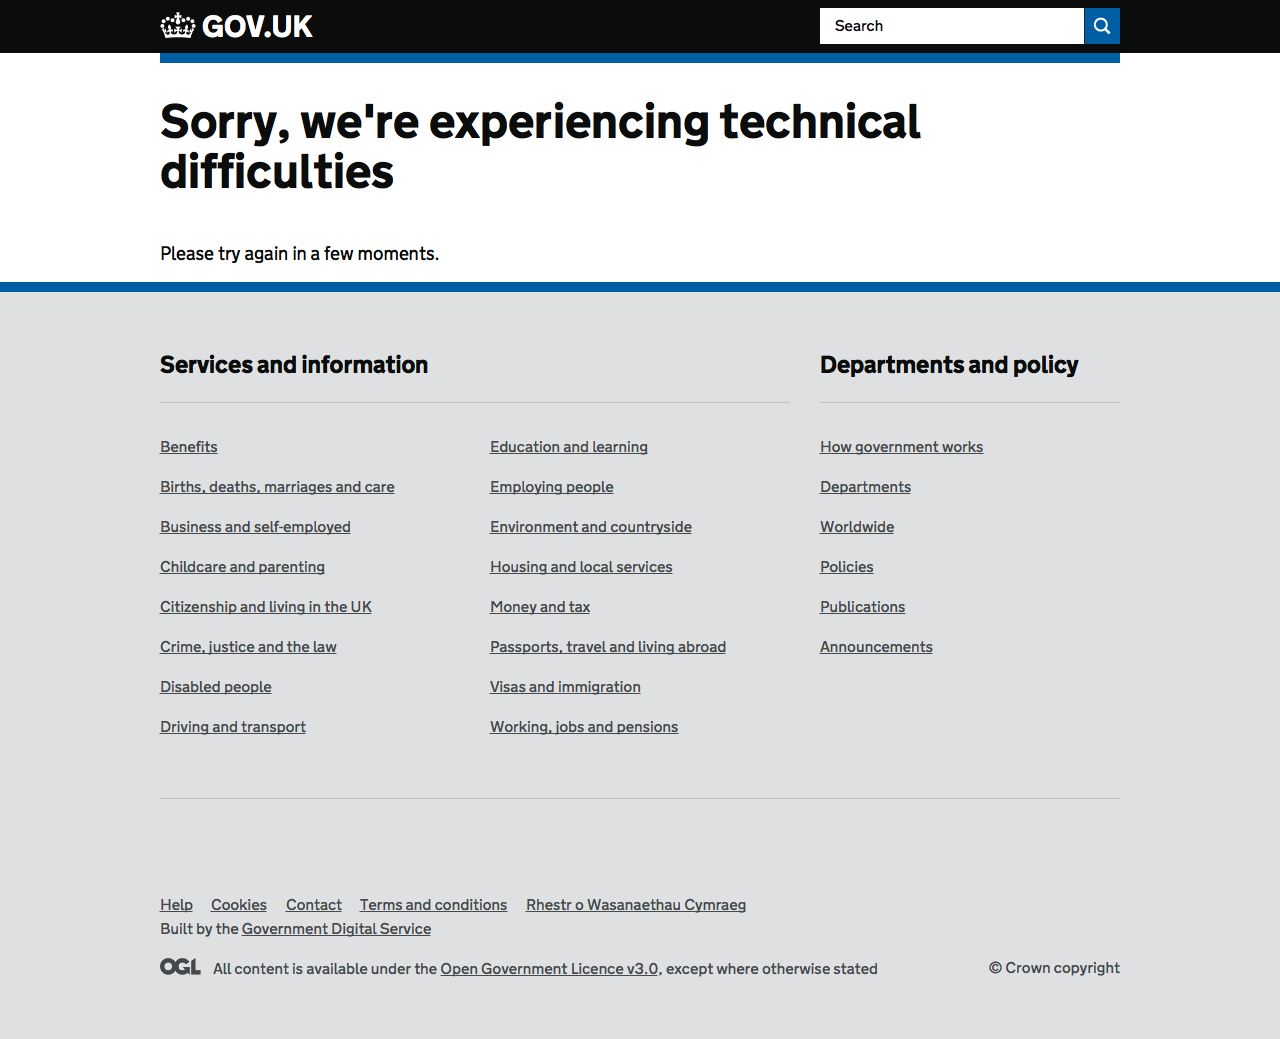 GOV.UK
Search
Sorry, we're experiencing technical
difficulties
Please try again in a few moments.
Services and information
Benefits
Births, deaths, marriages and care
Business and self-employed
Childcare and parenting
Citizenship and living in the UK
Crime, justice and the law
Disabled people
Driving and transport
Education and learning
Employing people
Environment and countryside
Housing and local services
Money and tax
Passports, travel and living abroad
Visas and immigration
Working, jobs and pensions
Departments and policy
How government works
Departments
Worldwide
Policies
Publications
Announcements
Help Cookies Contact Terms and conditions Rhestr o Wasanaethau Cymraeg
Built by the Government Digital Service
OGL All content is available under the Open Government Licence v3.0, except where otherwise stated
© Crown copyright